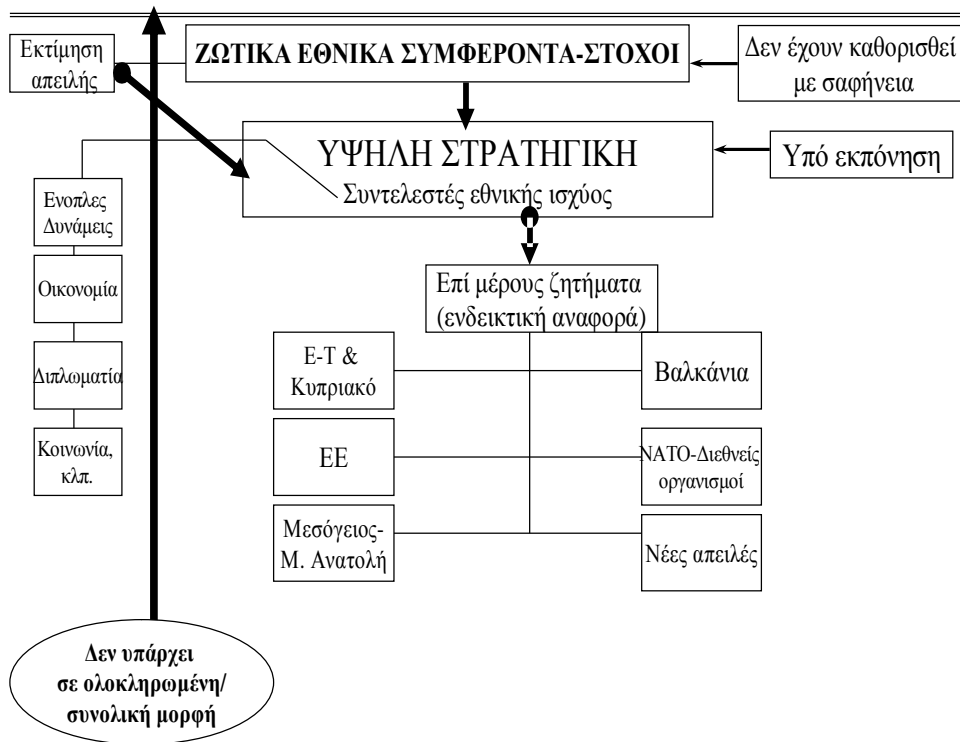 Εκτίμηση
απειλής
ΖΩΤΙΚΑ ΕΘΝΙΚΑ ΣΥΜΦΕΡΟΝΤΑ-ΣΤΟΧΟΙ
Δεν έχουν καθορισθεί
με σαφήνεια
ΥΨΗΛΗ ΣΤΡΑΤΗΓΙΚΗ
Συντελεστές εθνικής ισχύος
Υπό εκπόνηση
Ενοπλες
Δυνάμεις
Οικονομία
Διπλωματία
Κοινωνία,
κλπ.
Επί μέρους ζητήματα
(ενδεικτική αναφορά)
Ε-Τ &
Κυπριακό
Βαλκάνια
ΕΕ
ΝΑΤΟ-Διεθνείς
οργανισμοί
Μεσόγειος-
Μ. Ανατολή
Νέες απειλές
Δεν υπάρχει
σε ολοκληρωμένη/
συνολική μορφή